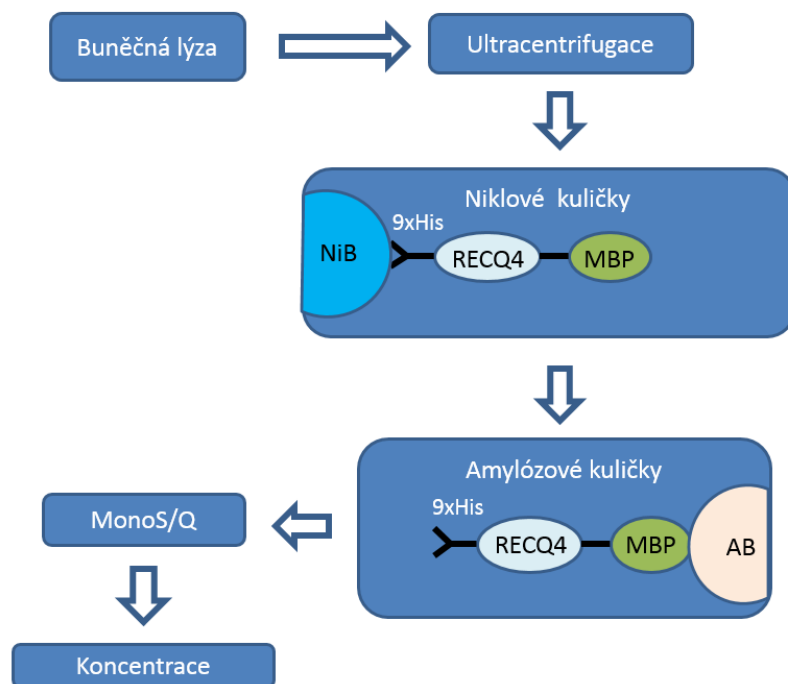 Buněčná lýza
Ultracentrifugace
Niklové kuličky
9xHis
NiB
RECQ4
MBP
Amylózové kuličky
9xHis
RECQ4
MBP
AB
MonoS/Q
Koncentrace